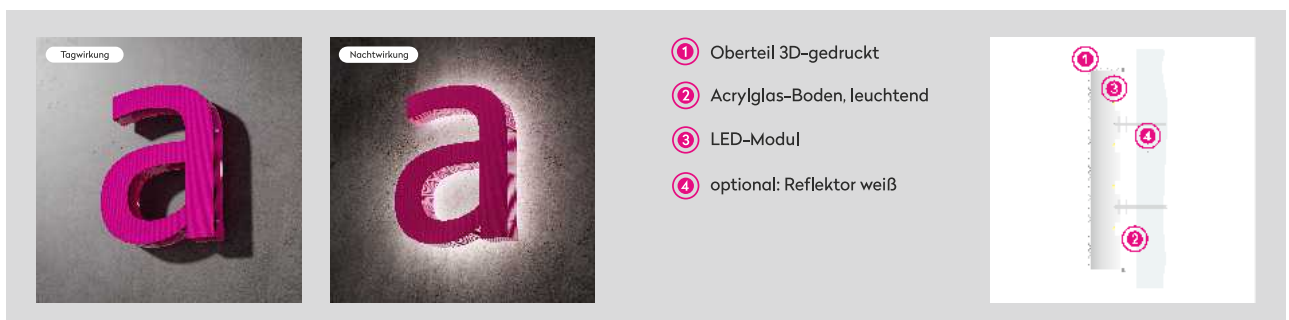 Tagwirkung
Nachtwirkung
a
a
1 Oberteil 3D-gedruckt
2 Acrylglas-Boden, leuchtend
3 LED-Modul
4 optional: Reflektor weiß
1
3
4
2